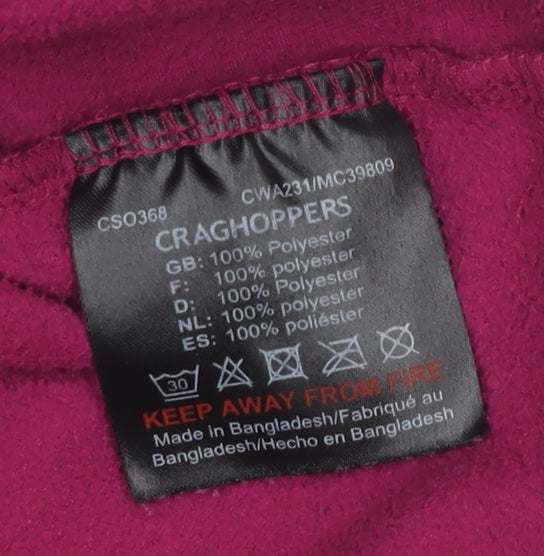 CSO368 CWA231/MC39809
CRAGHOPPERS
GB: 100% Polyester
F: 100% polyester
D: 100% Polyester
NL: 100% polyester
ES: 100% poliéster
30
KEEP AWAY FROM FIRE
Made in Bangladesh/Fabriqué au
Bangladesh/Hecho en Bangladesh